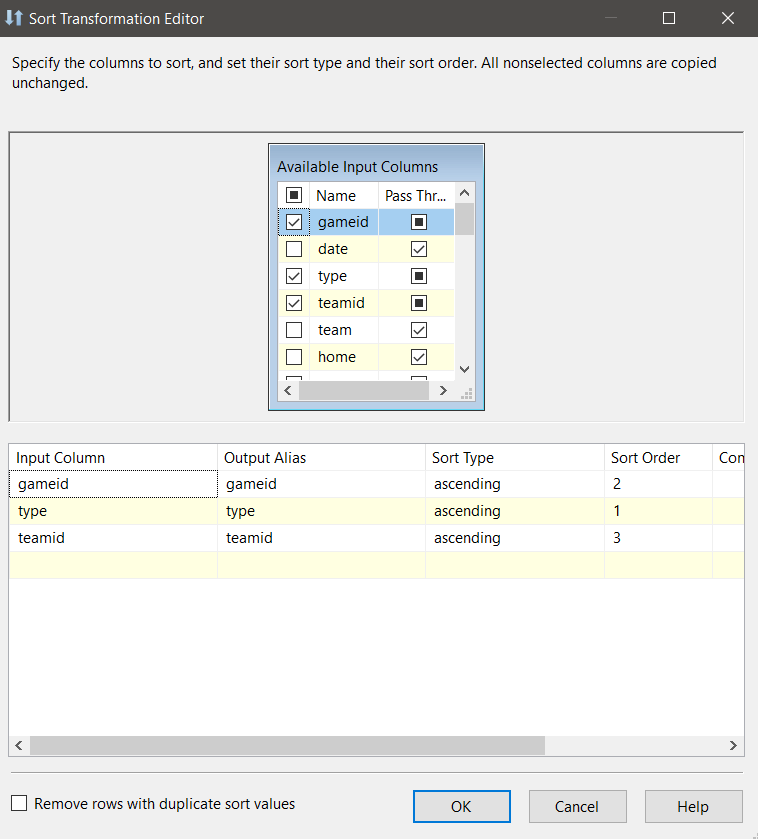 Sort Transformation Editor
Specify the columns to sort, and set their sort type and their sort order. All nonselected columns are copied
unchanged.
Available Input Columns
Name Pass Thr...
gameid
date
type
teamid
team
home
Input Column Output Alias Sort Type Sort Order
gameid gameid ascending 2
type type ascending 1
teamid teamid ascending 3
Remove rows with duplicate sort values
OK Cancel Help